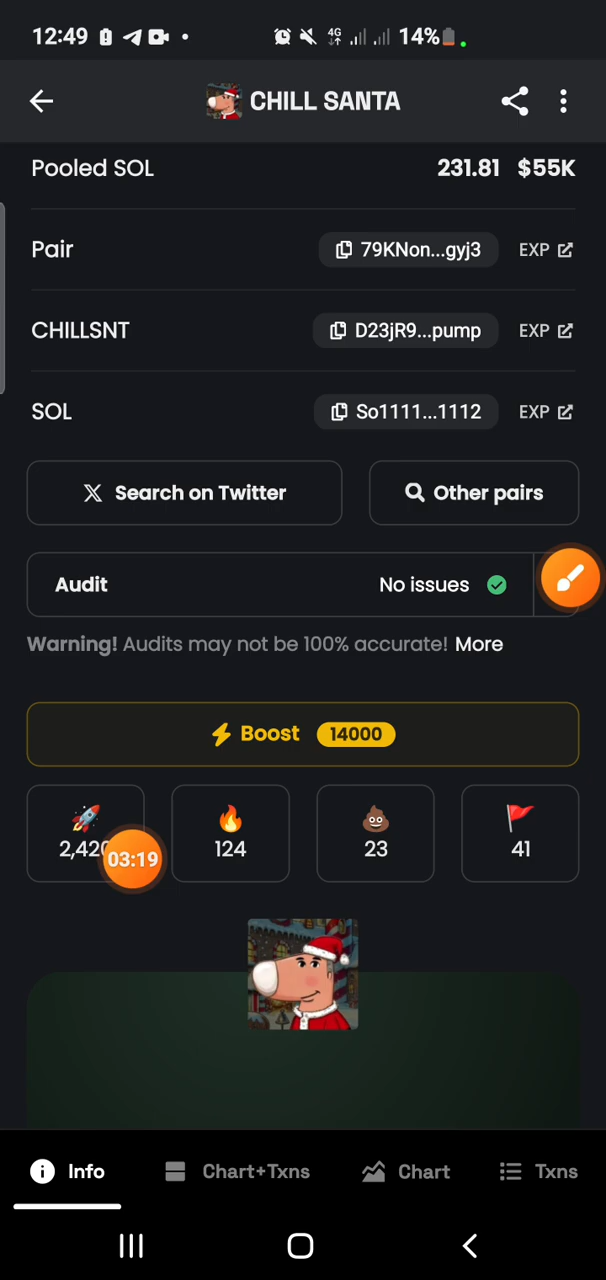 12:49 4G 14%
CHILL SANTA
Pooled SOL 231.81 $55K
Pair 79KNon...gyj3 EXP
CHILLSNT D23jR9...pump EXP
SOL So1111...1112 EXP
Search on Twitter Other pairs
Audit No issues
Warning! Audits may not be 100% accurate! More
Boost 14000
2,420 03:19 124 23 41
Info Chart+Txns Chart Txns